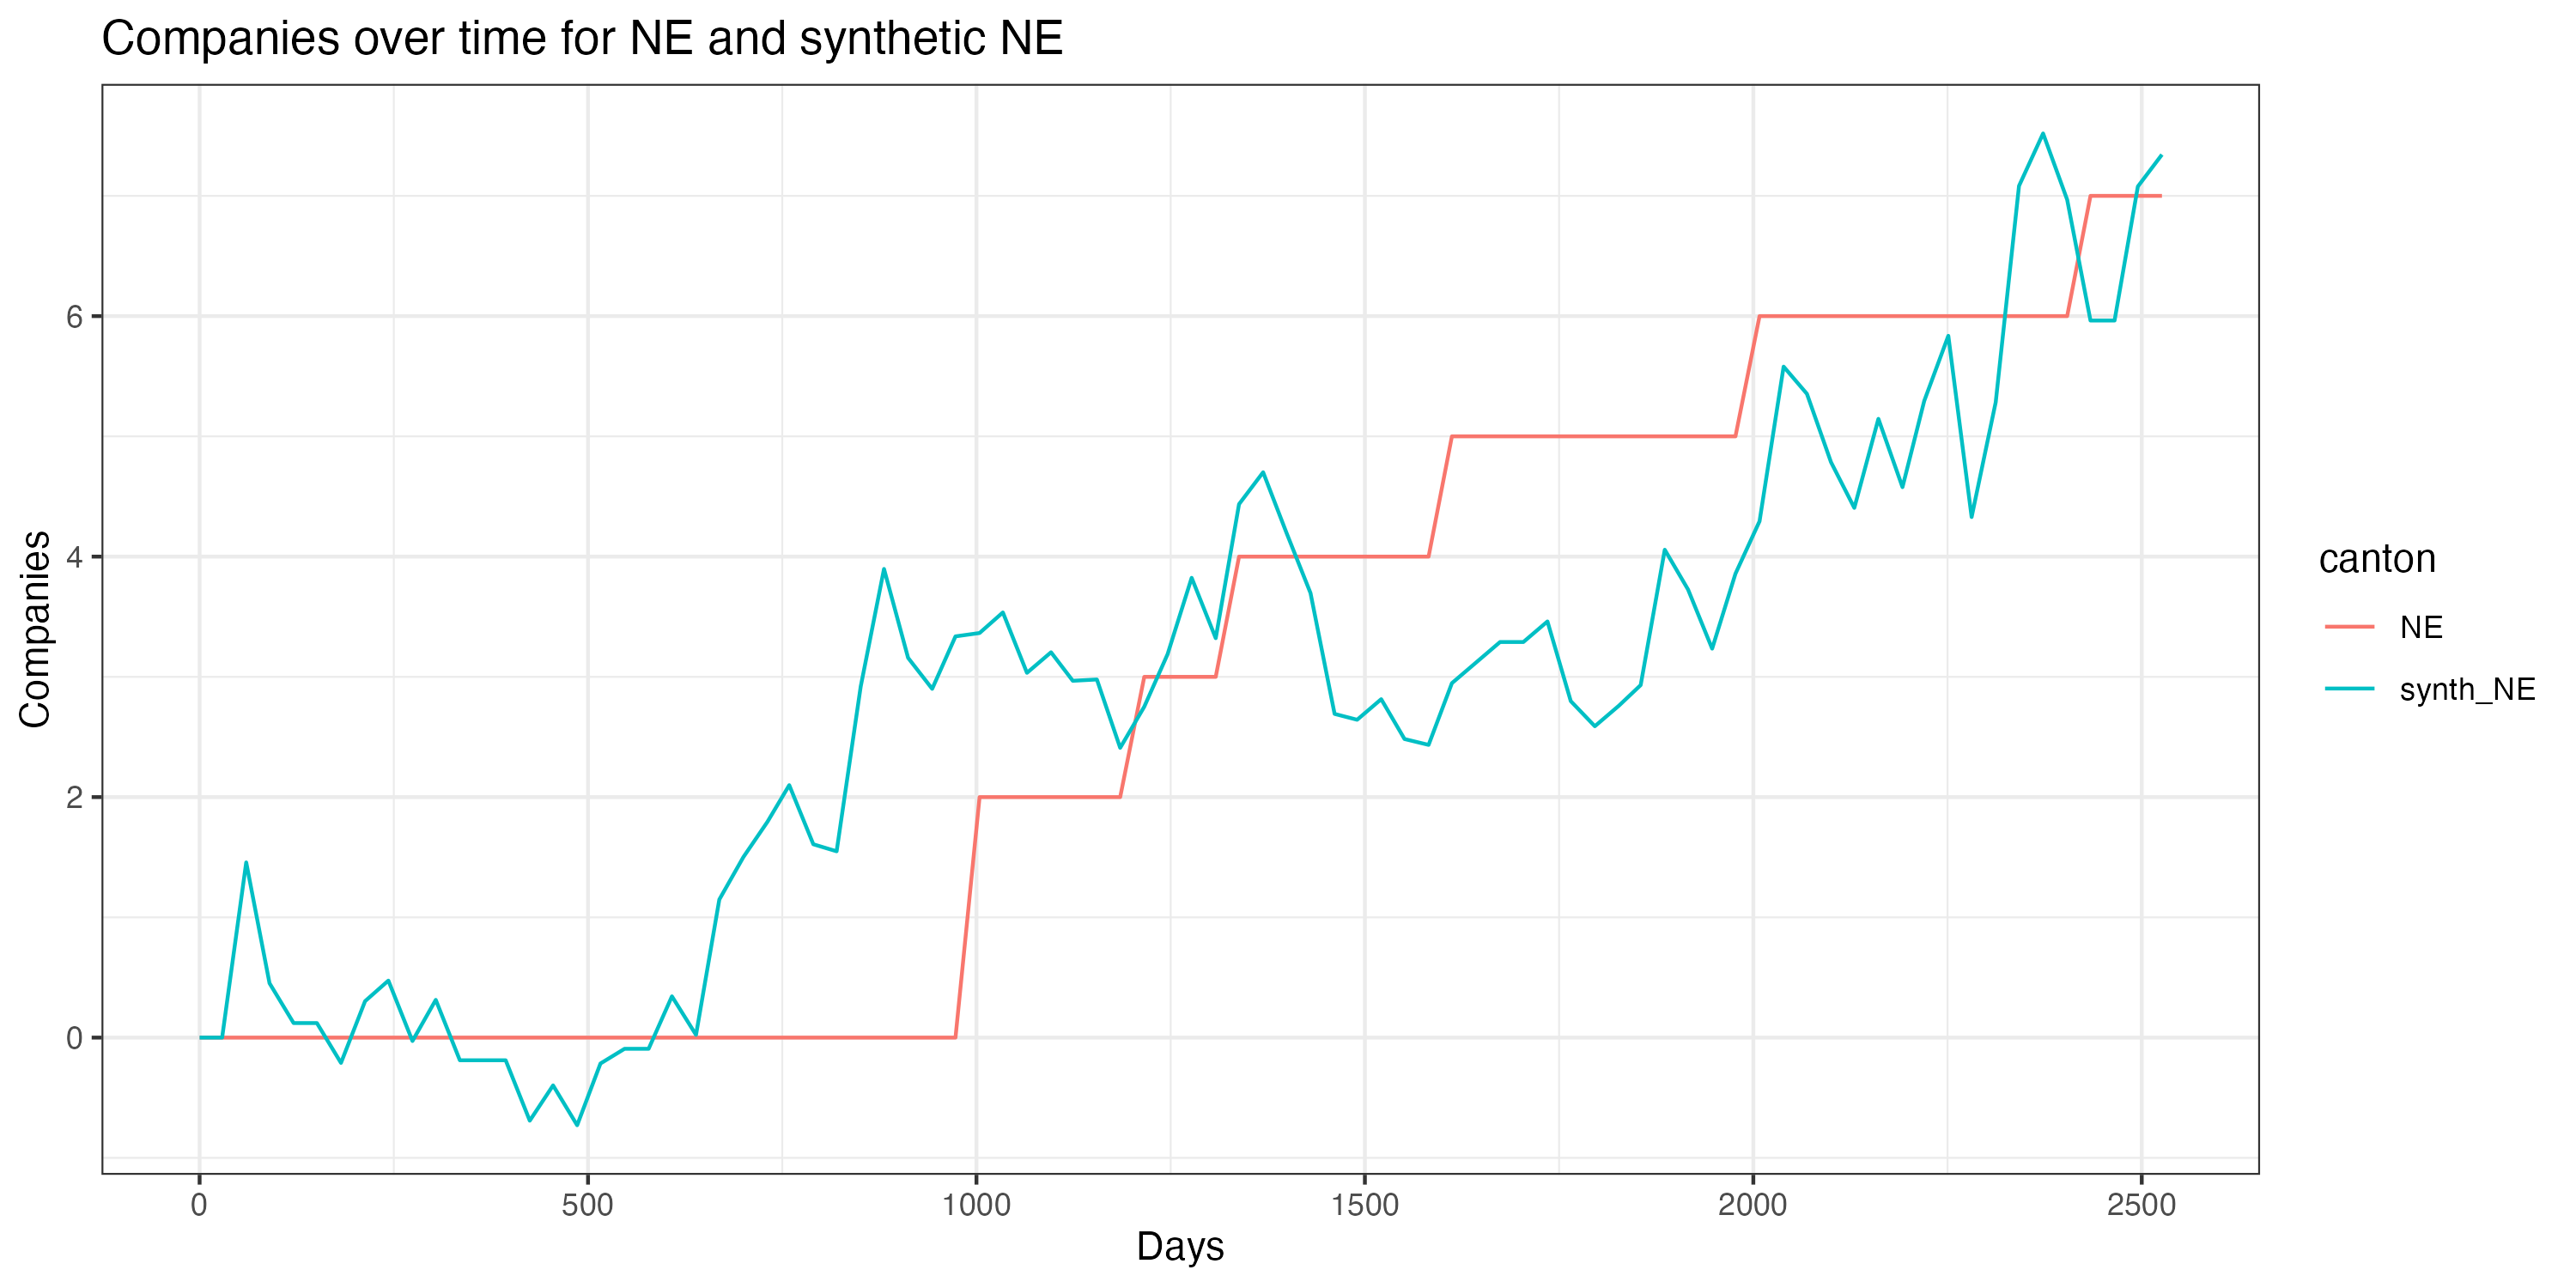 Companies over time for NE and synthetic NE
Companies
6
4
2
0
0 500 1000 1500 2000 2500
Days
canton
NE
synth_NE